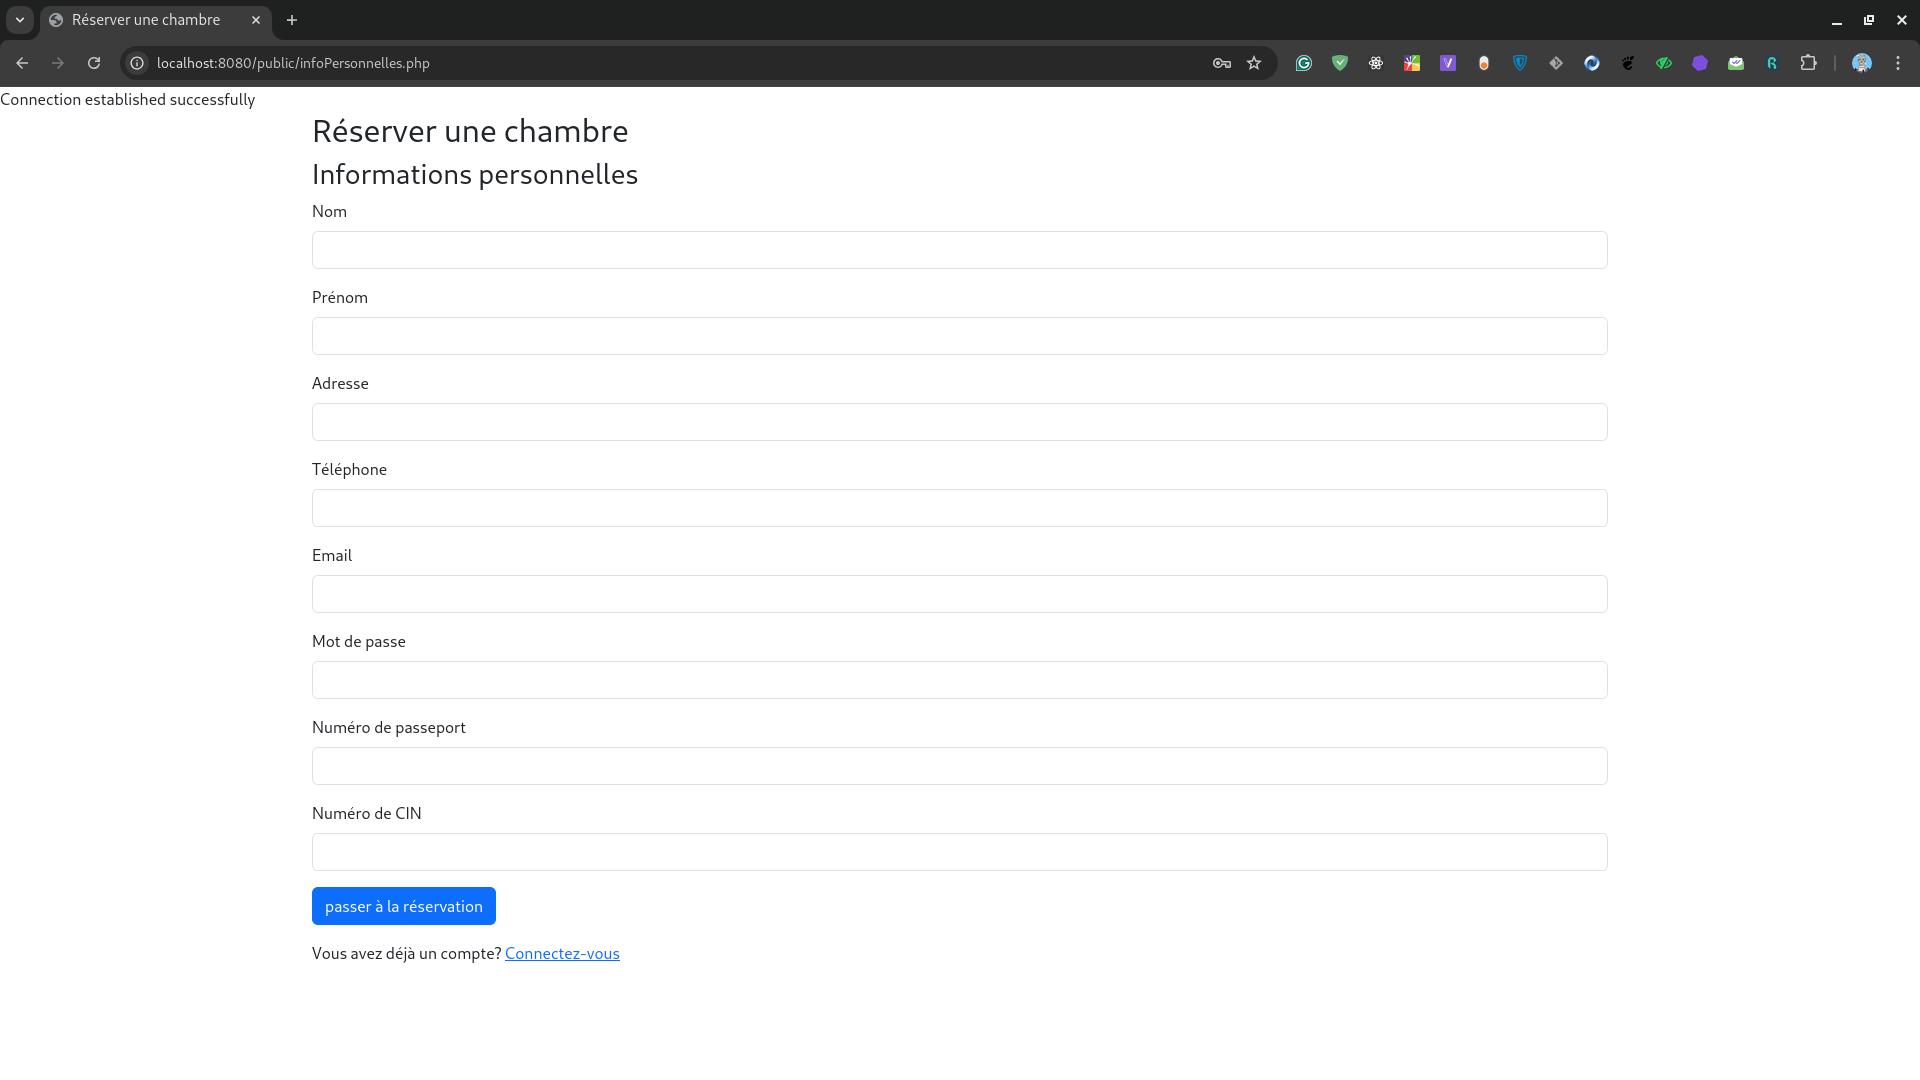 Réserver une chambre
localhost:8080/public/infoPersonnelles.php
Connection established successfully
Réserver une chambre
Informations personnelles
Nom
Prénom
Adresse
Téléphone
Email
Mot de passe
Numéro de passeport
Numéro de CIN
passer à la réservation
Vous avez déjà un compte? Connectez-vous